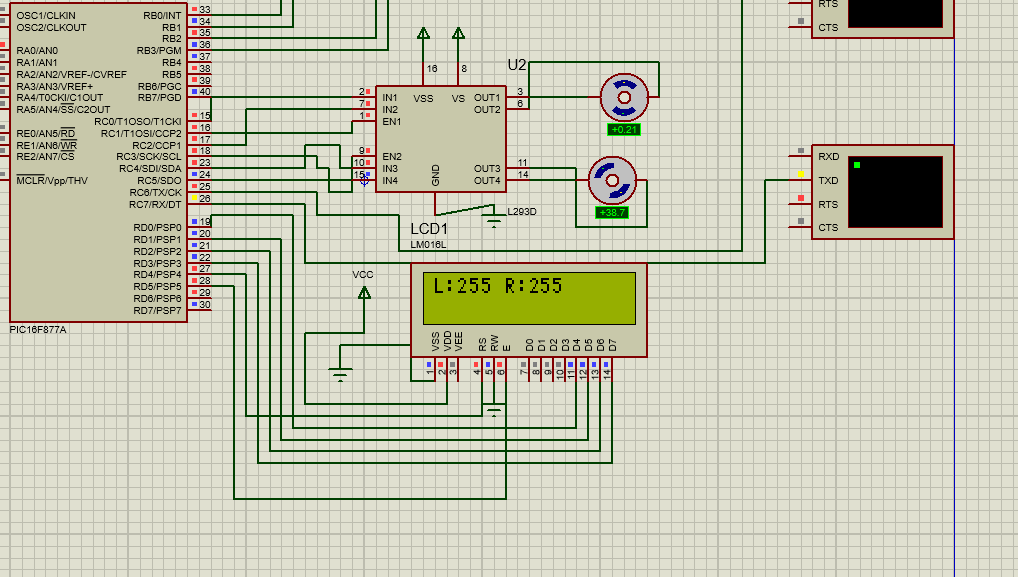 OSC1/CLKIN
OSC2/CLKOUT
RA0/AN0
RA1/AN1
RA2/AN2/VREF-/CVREF
RA3/AN3/VREF+
RA4/T0CKI/C1OUT
RA5/AN4/SS/C2OUT
RE0/AN5/RD
RE1/AN6/WR
RE2/AN7/CS
MCLR/Vpp/THV
RB0/INT 33
RB1 34
RB2 35
RB3/PGM 36
RB4 37
RB5 38
RB6/PGC 39
RB7/PGD 40
RC0/T1OSO/T1CKI 15
RC1/T1OSI/CCP2 16
RC2/CCP1 17
RC3/SCK/SCL 18
RC4/SDI/SDA 23
RC5/SDO 24
RC6/TX/CK 25
RC7/RX/DT 26
RD0/PSP0 19
RD1/PSP1 20
RD2/PSP2 21
RD3/PSP3 22
RD4/PSP4 27
RD5/PSP5 28
RD6/PSP6 29
RD7/PSP7 30
PIC16F877A
U2
16 8
VSS VS
2 IN1
7 IN2
1 EN1
9 EN2
10 IN3
15 IN4
OUT1 3
OUT2 6
OUT3 11
OUT4 14
GND
L293D
+0.21
+38.7
RTS
CTS
RXD
TXD
RTS
CTS
LCD1
LM016L
VCC
L:255 R:255
VSS VDD VEE RS RW E D0 D1 D2 D3 D4 D5 D6 D7
1 2 3 4 5 6 7 8 9 10 11 12 13 14